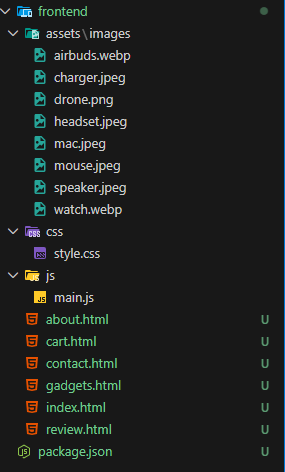 frontend
assets\images
airbuds.webp
charger.jpeg
drone.png
headset.jpeg
mac.jpeg
mouse.jpeg
speaker.jpeg
watch.webp
css
style.css
js
JS main.js
about.html U
cart.html U
contact.html U
gadgets.html U
index.html U
review.html U
package.json U